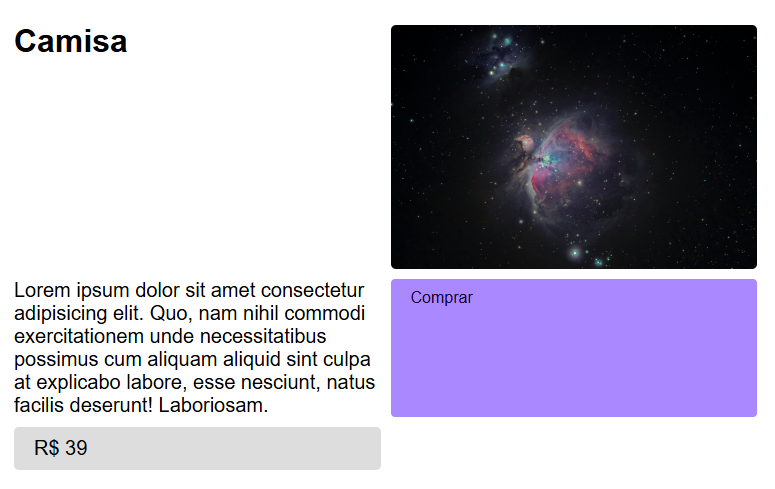 Camisa
Lorem ipsum dolor sit amet consectetur
adipisicing elit. Quo, nam nihil commodi
exercitationem unde necessitatibus
possimus cum aliquam aliquid sint culpa
at explicabo labore, esse nesciunt, natus
facilis deserunt! Laboriosam.
Comprar
R$ 39